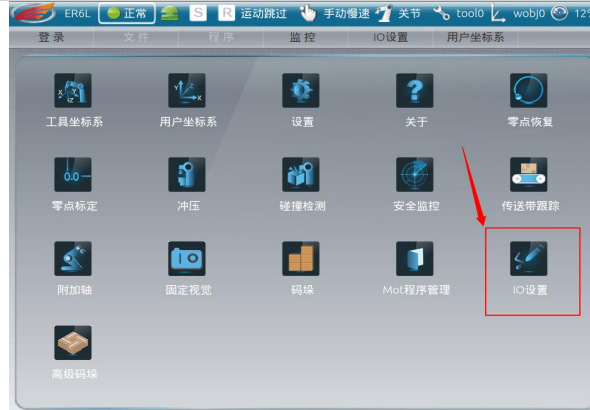 ER6L 正常 S R 运动跳过 手动慢速 关节 tool0 wobj0 12%
登录 文件 程序 监控 IO设置 用户坐标系
工具坐标系 用户坐标系 设置 关于 零点恢复
0.0
零点标定 冲压 碰撞检测 安全监控 传送带跟踪
附加轴 固定视觉 码垛 Mot程序管理 IO设置
高级码垛